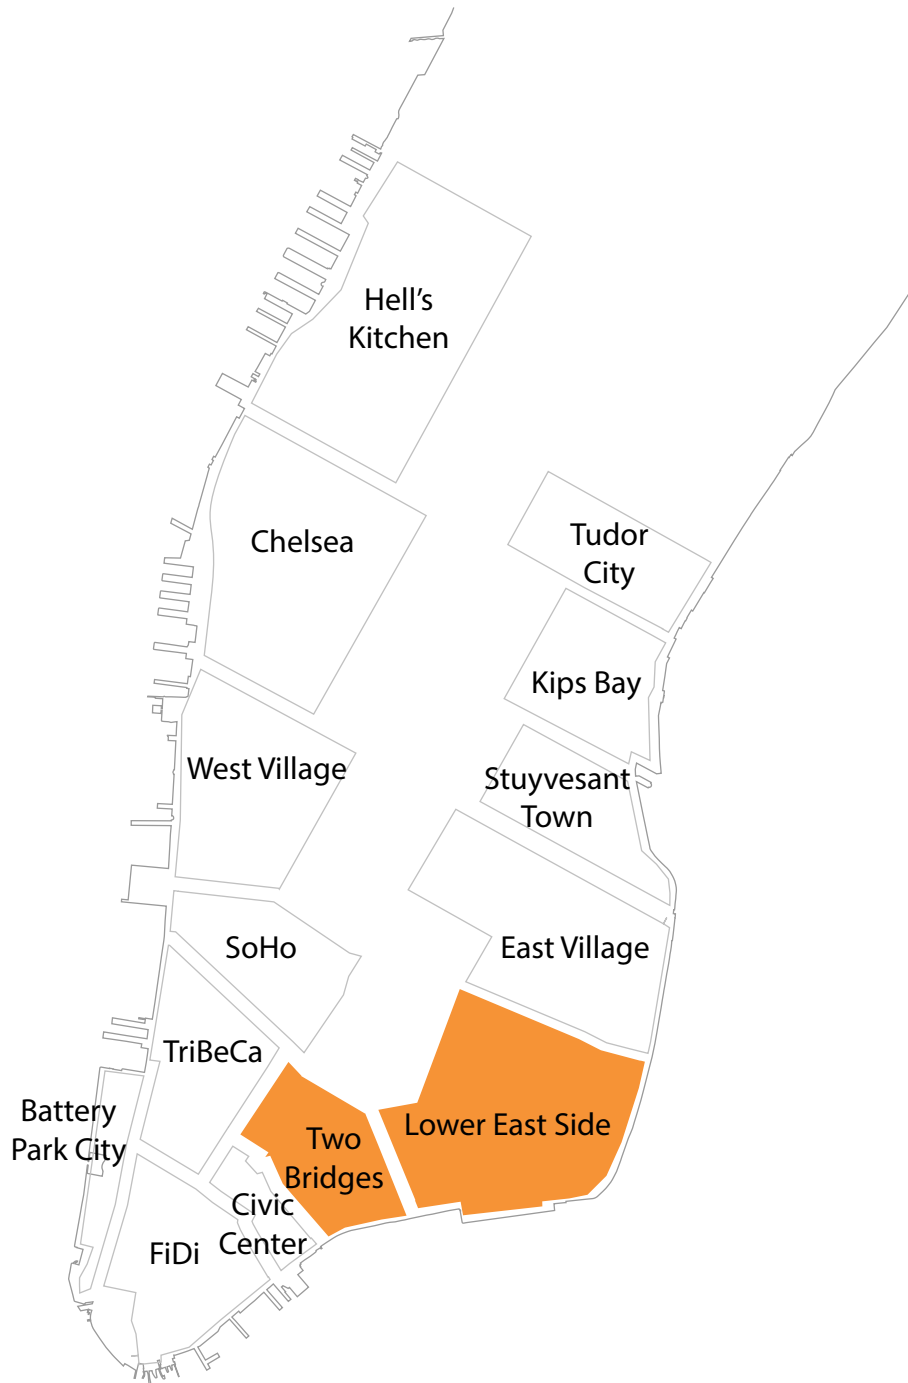 Hell’s
Kitchen
Chelsea
Tudor
City
Kips Bay
West Village
Stuyvesant
Town
SoHo
East Village
TriBeCa
Battery
Park City
Lower East Side
Two
Bridges
Civic
Center
FiDi